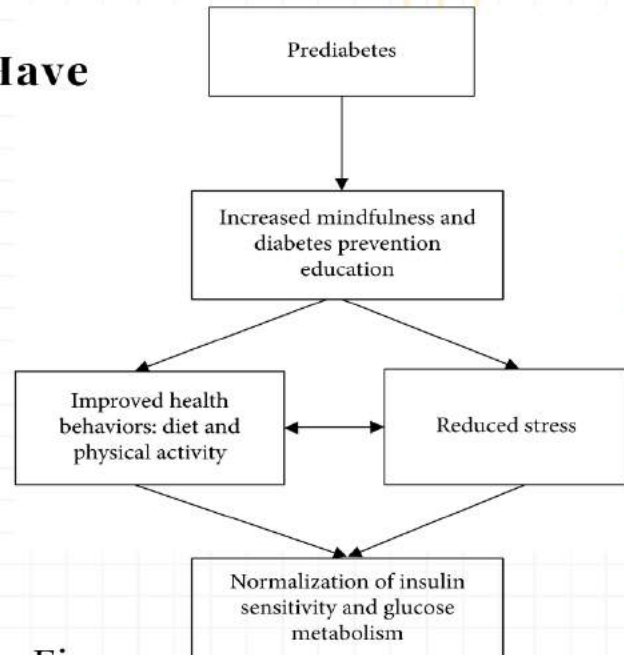 Prediabetes
Increased mindfulness and
diabetes prevention
education
Improved health
behaviors: diet and
physical activity
Reduced stress
Normalization of insulin
sensitivity and glucose
metabolism